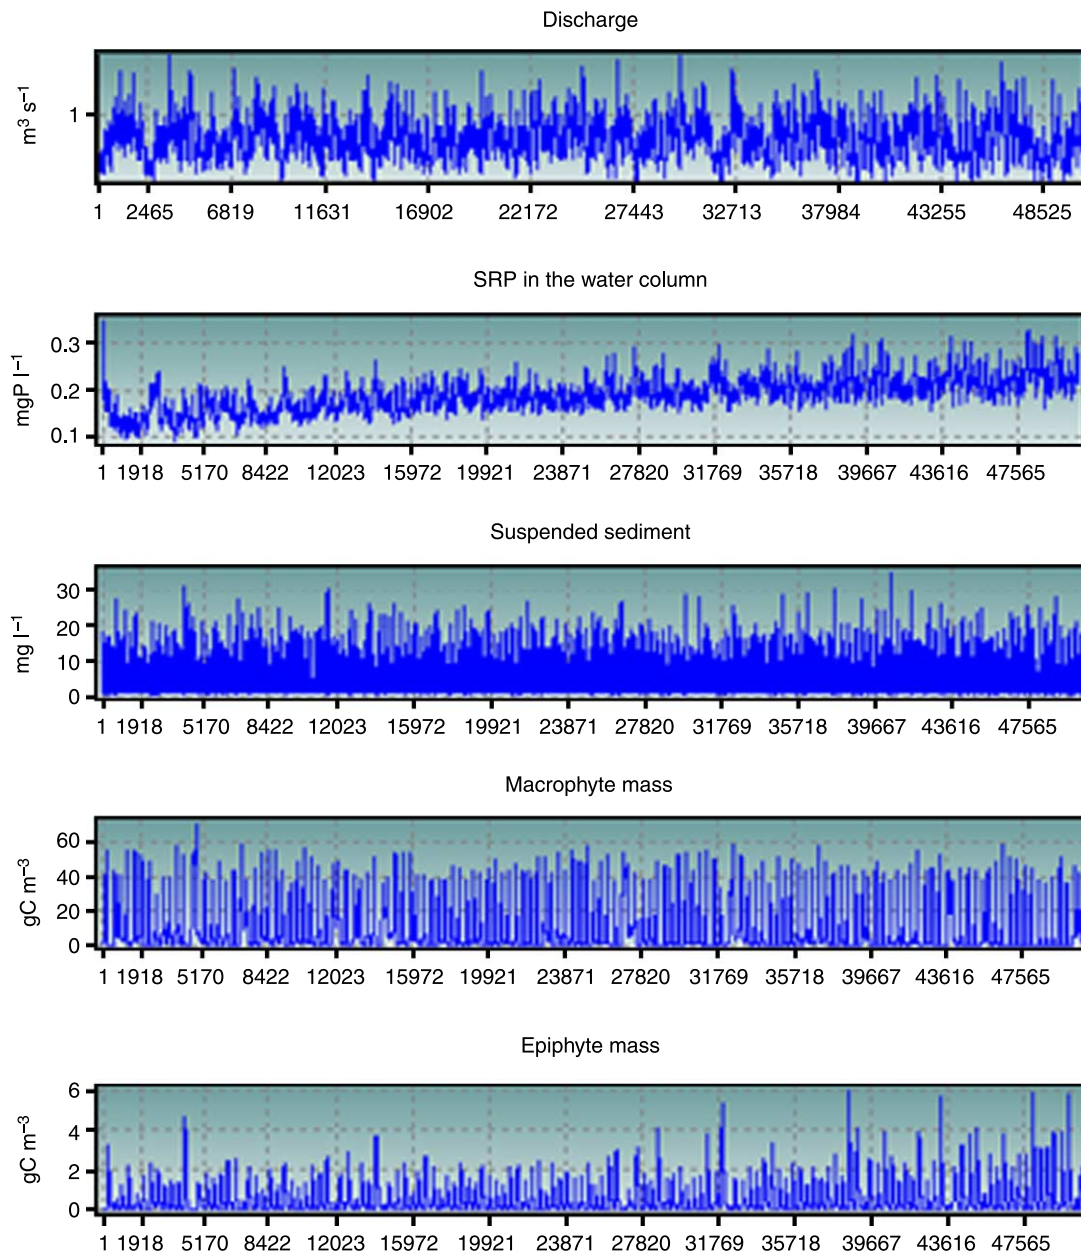 Discharge
m³ s⁻¹
1
1 2465 6819 11631 16902 22172 27443 32713 37984 43255 48525
SRP in the water column
mgP l⁻¹
0.3
0.2
0.1
1 1918 5170 8422 12023 15972 19921 23871 27820 31769 35718 39667 43616 47565
Suspended sediment
mg l⁻¹
30
20
10
0
1 1918 5170 8422 12023 15972 19921 23871 27820 31769 35718 39667 43616 47565
Macrophyte mass
gC m⁻³
60
40
20
0
1 1918 5170 8422 12023 15972 19921 23871 27820 31769 35718 39667 43616 47565
Epiphyte mass
gC m⁻³
6
4
2
0
1 1918 5170 8422 12023 15972 19921 23871 27820 31769 35718 39667 43616 47565